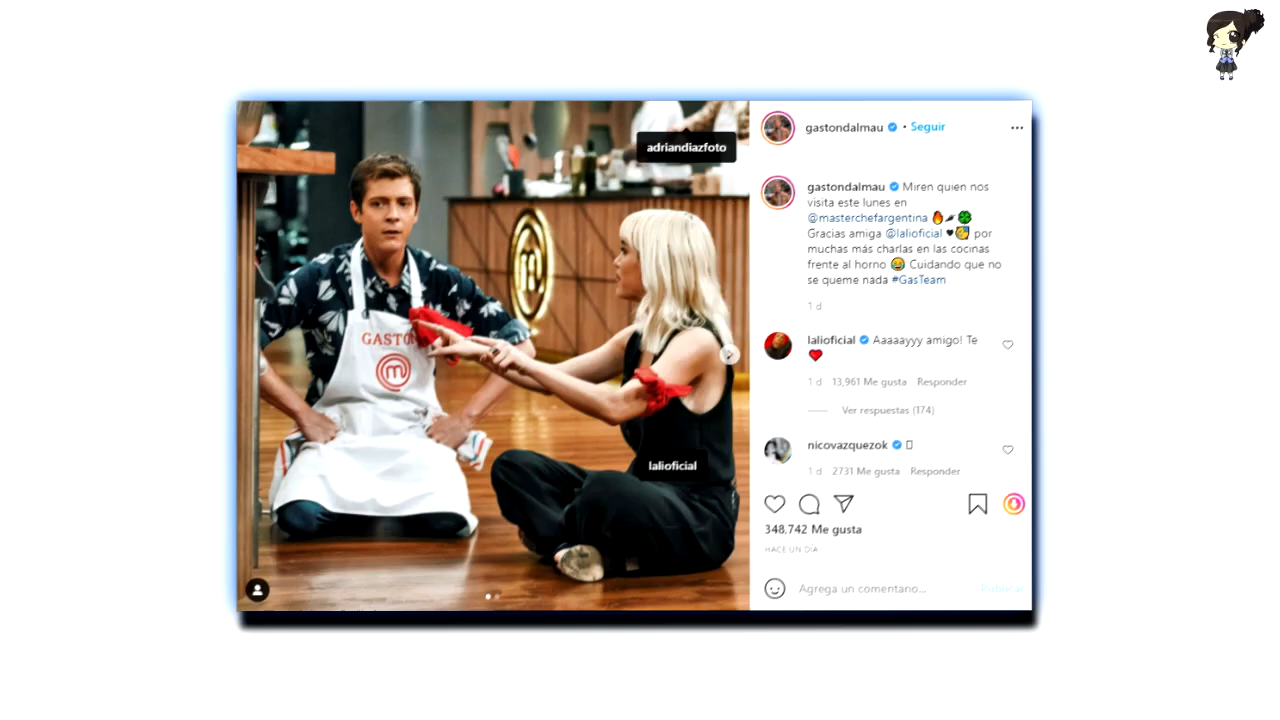 adriandiazfoto
GASTON
lalioficial
gastondalmau • Seguir
gastondalmau Miren quien nos
visita este lunes en
@masterchefargentina 🔥🌶🍀
Gracias amiga @lalioficial ♥🥰 por
muchas más charlas en las cocinas
frente al horno 😂 Cuidando que no
se queme nada #GasTeam
1 d
lalioficial Aaaaayyy amigo! Te
❤️
1 d 13,961 Me gusta Responder
Ver respuestas (174)
nicovazquezok
1 d 2731 Me gusta Responder
348,742 Me gusta
HACE UN DÍA
Agrega un comentario... Publicar